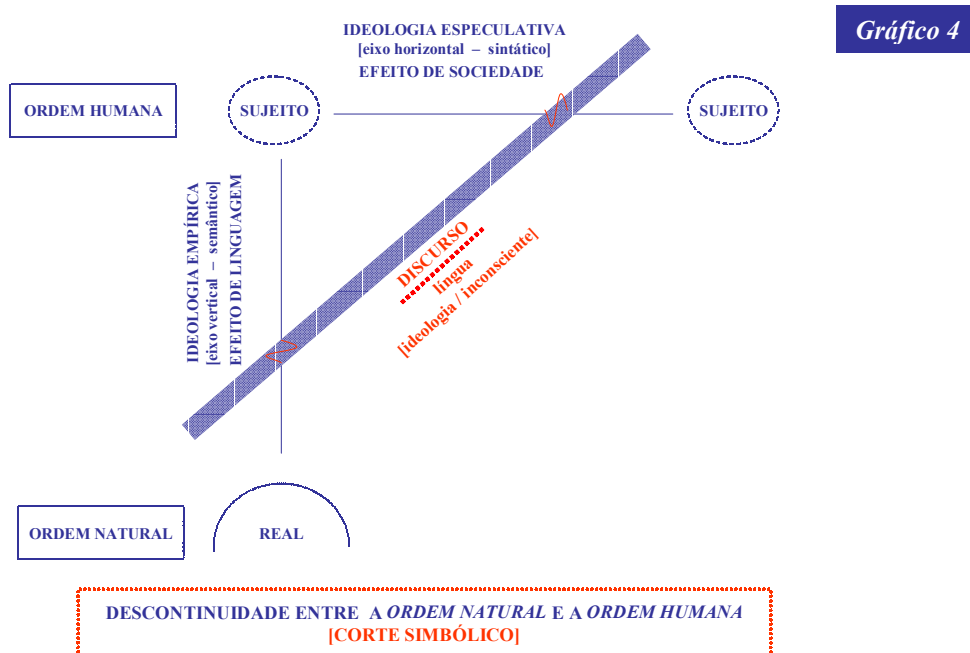 Gráfico 4
IDEOLOGIA ESPECULATIVA
[eixo horizontal – sintático]
EFEITO DE SOCIEDADE
ORDEM HUMANA
SUJEITO
SUJEITO
IDEOLOGIA EMPÍRICA
[eixo vertical – semântico]
EFEITO DE LINGUAGEM
DISCURSO
língua
[ideologia / inconsciente]
ORDEM NATURAL
REAL
DESCONTINUIDADE ENTRE A ORDEM NATURAL E A ORDEM HUMANA
[CORTE SIMBÓLICO]